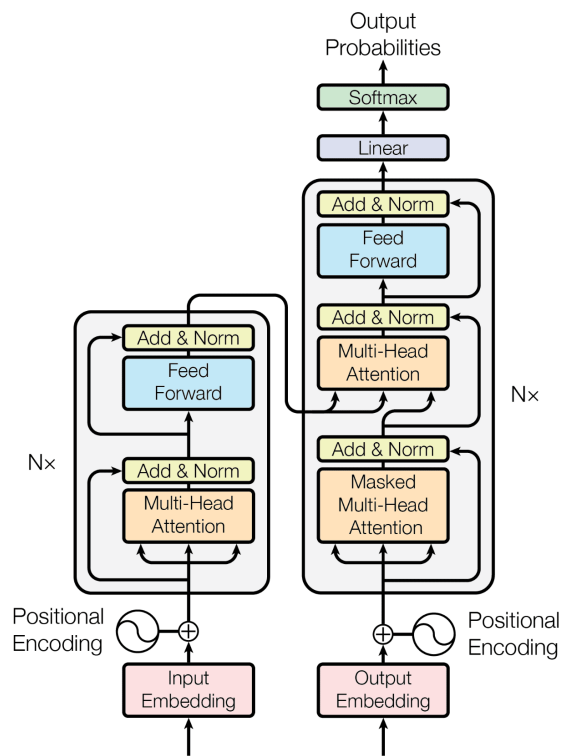 Output
Probabilities
Softmax
Linear
Add & Norm
Feed
Forward
Add & Norm
Multi-Head
Attention
Add & Norm
Masked
Multi-Head
Attention
N×
Add & Norm
Feed
Forward
Add & Norm
Multi-Head
Attention
N×
Positional
Encoding
Positional
Encoding
Input
Embedding
Output
Embedding